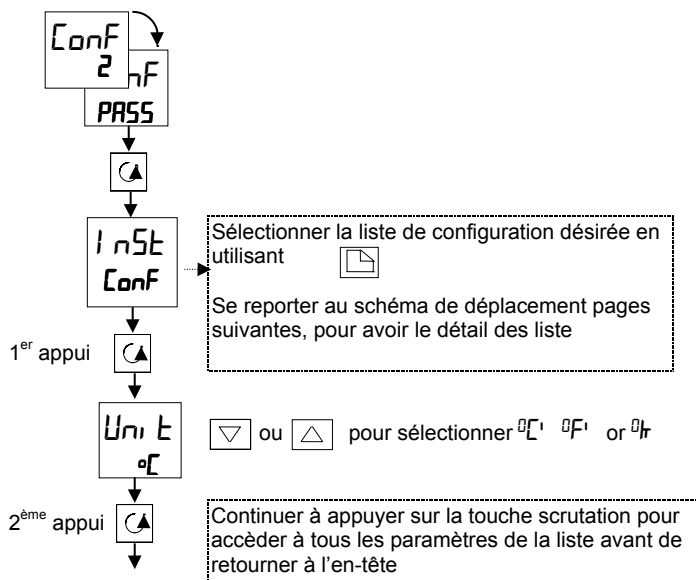 ConF
2
nF
PASS
InSt
ConF
Sélectionner la liste de configuration désirée en
utilisant
Se reporter au schéma de déplacement pages
suivantes, pour avoir le détail des liste
1er appui
Unit
°C
ou pour sélectionner °C' °F' or °k
2ème appui
Continuer à appuyer sur la touche scrutation pour
accèder à tous les paramètres de la liste avant de
retourner à l’en-tête